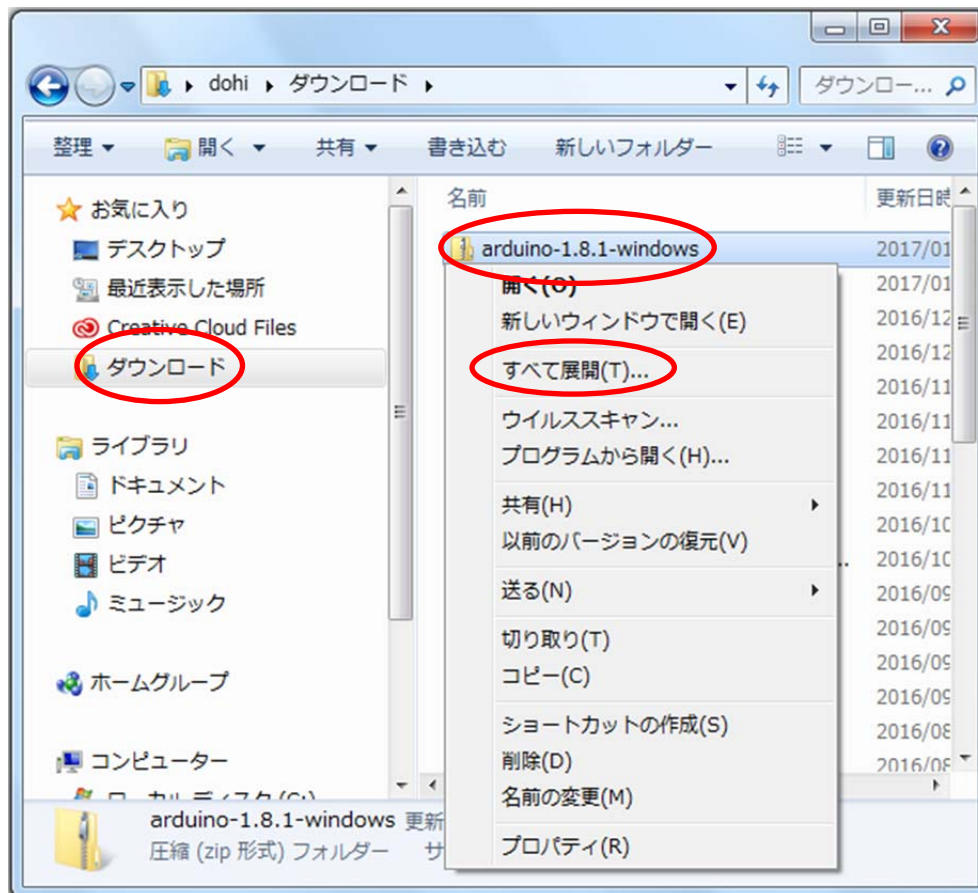 dohi ▸ ダウンロード ▸
ダウンロー...
整理 開く 共有 書き込む 新しいフォルダー
お気に入り
デスクトップ
最近表示した場所
Creative Cloud Files
ダウンロード
ライブラリ
ドキュメント
ピクチャ
ビデオ
ミュージック
ホームグループ
コンピューター
名前 更新日時
arduino-1.8.1-windows 2017/01
開く(O)
新しいウィンドウで開く(E)
すべて展開(T)...
ウイルススキャン...
プログラムから開く(H)...
共有(H)
以前のバージョンの復元(V)
送る(N)
切り取り(T)
コピー(C)
ショートカットの作成(S)
削除(D)
名前の変更(M)
プロパティ(R)
2017/01
2016/12
2016/12
2016/11
2016/11
2016/11
2016/11
2016/10
2016/10
2016/09
2016/09
2016/09
2016/09
2016/08
2016/08
arduino-1.8.1-windows 更新
圧縮 (zip 形式) フォルダー サ